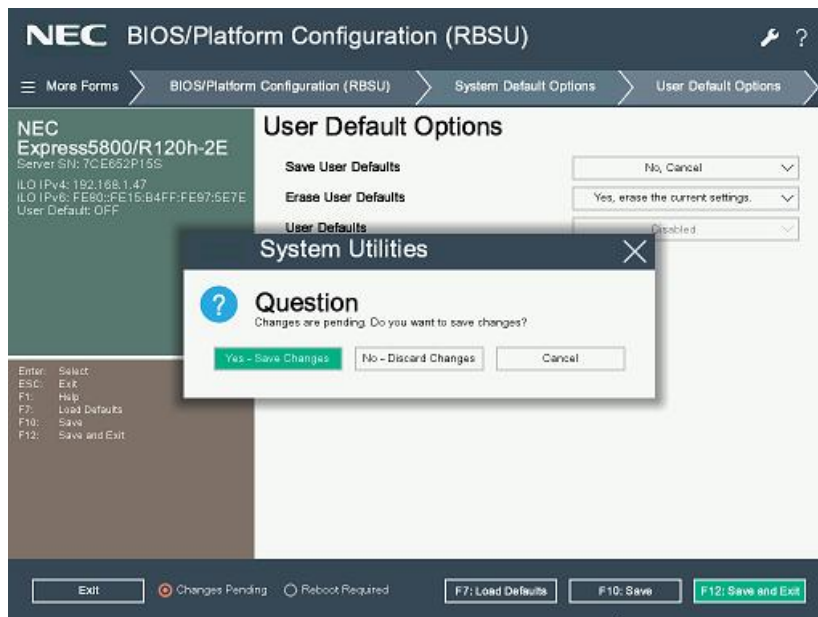 NEC BIOS/Platform Configuration (RBSU) ?
More Forms BIOS/Platform Configuration (RBSU) System Default Options User Default Options
NEC
Express5800/R120h-2E
Server SN: 7CE652P15S
iLO IPv4: 192.168.1.47
iLO IPv6: FE80::FE15:B4FF:FE97:5E7E
User Default: OFF
User Default Options
Save User Defaults No, Cancel
Erase User Defaults Yes, erase the current settings.
User Defaults Disabled
System Utilities
?
Question
Changes are pending. Do you want to save changes?
Yes - Save Changes No - Discard Changes Cancel
Enter: Select
ESC: Exit
F1: Help
F7: Load Defaults
F10: Save
F12: Save and Exit
Exit Changes Pending Reboot Required F7: Load Defaults F10: Save F12: Save and Exit